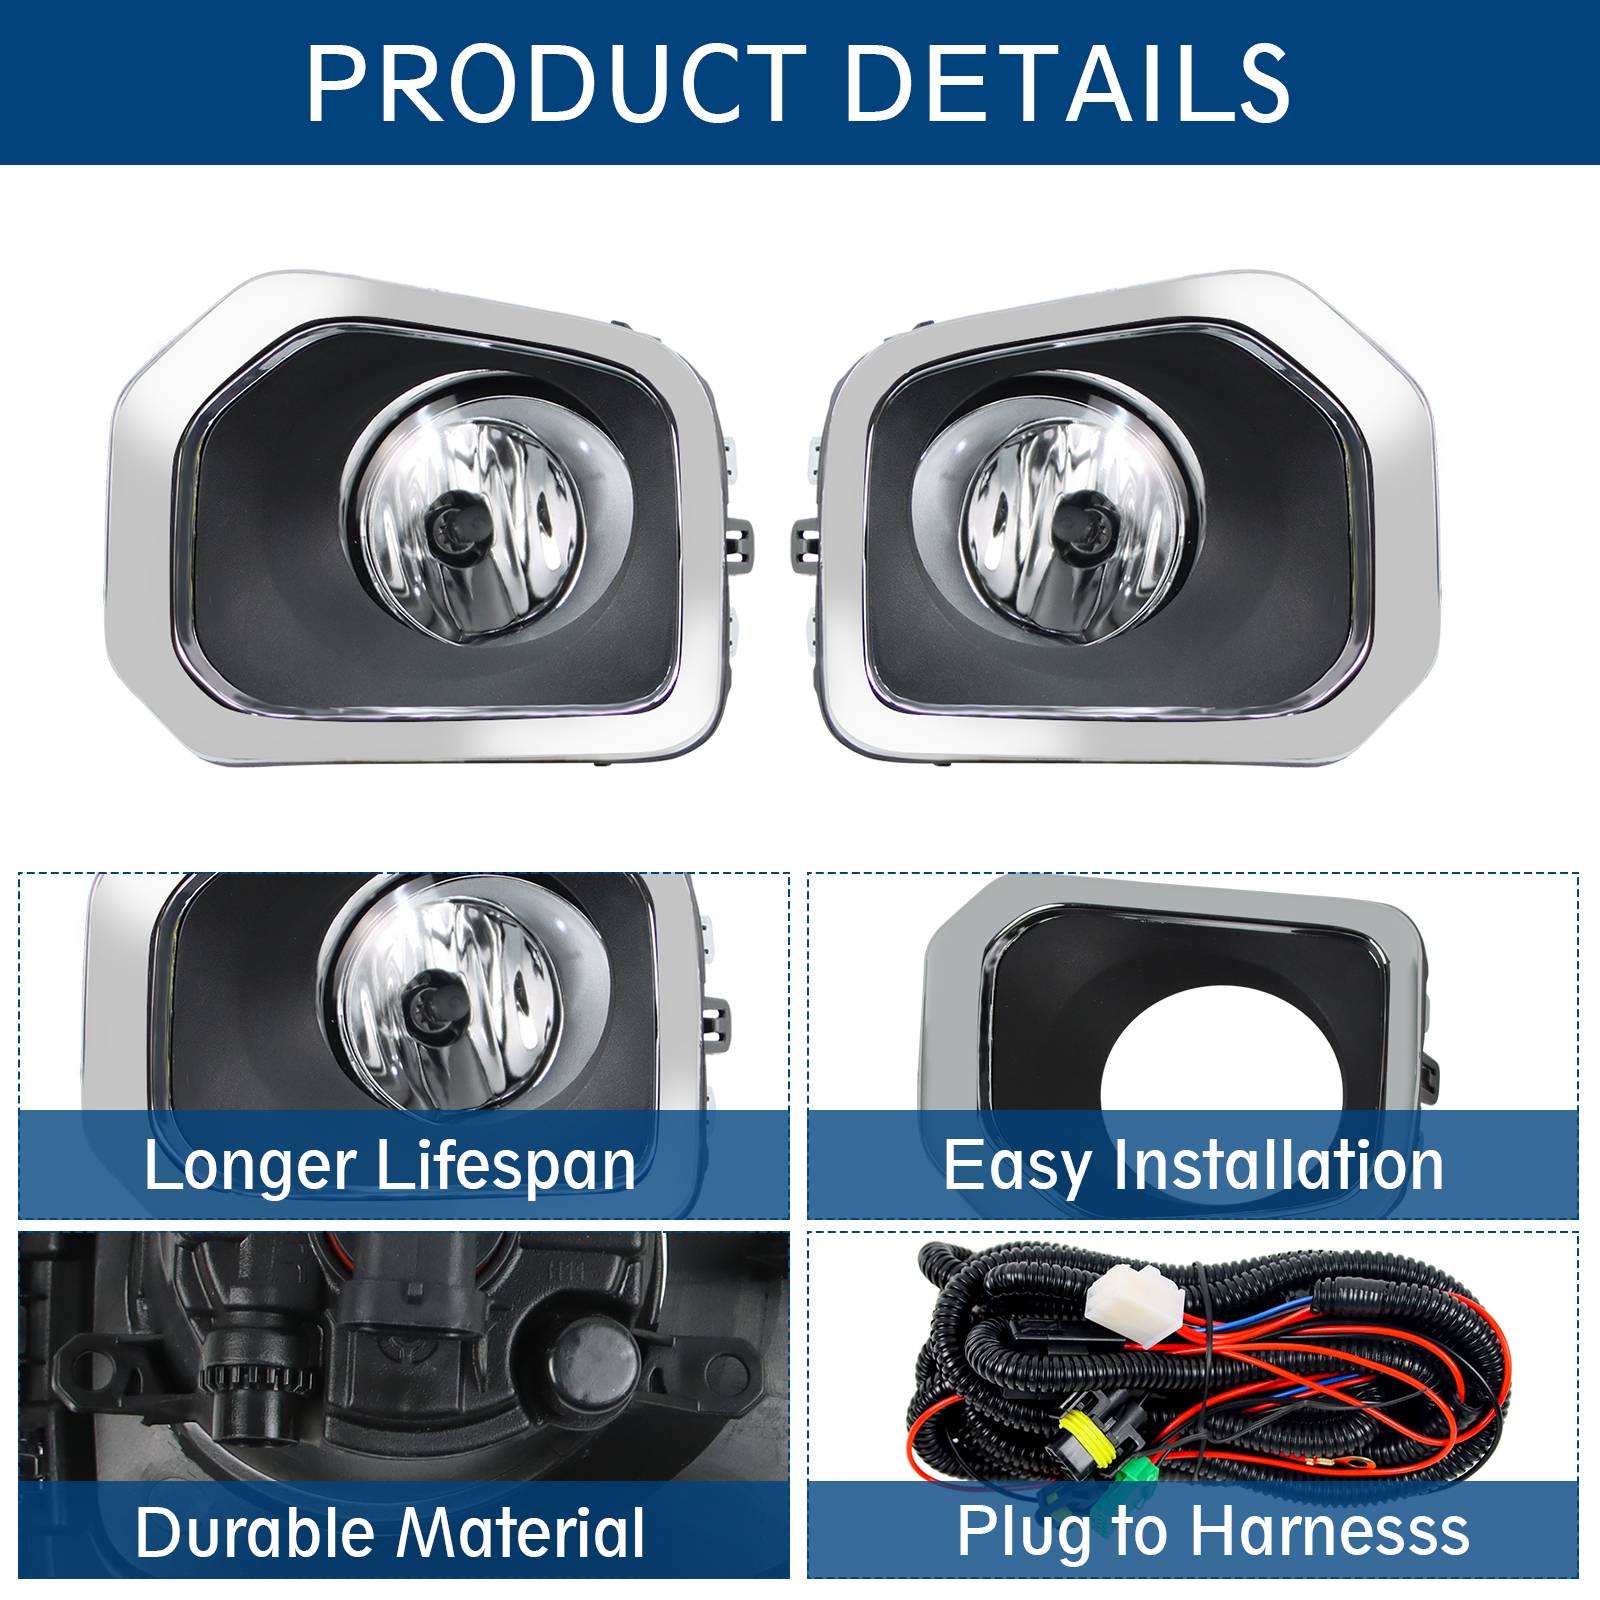 PRODUCT DETAILS
Longer Lifespan
Easy Installation
Durable Material
Plug to Harnesss